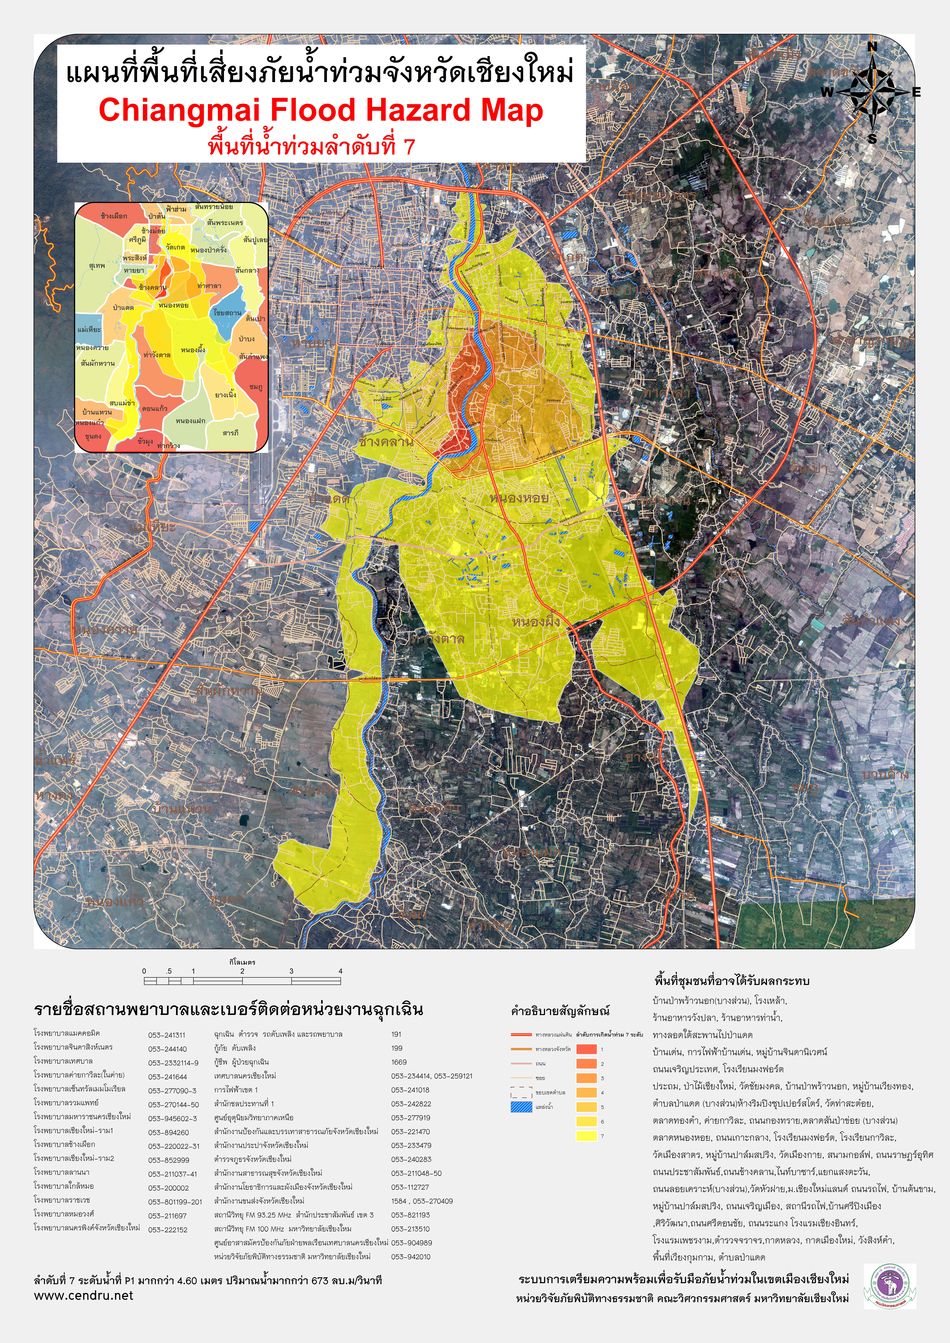 แผนที่พื้นที่เสี่ยงภัยน้ำท่วมจังหวัดเชียงใหม่
Chiangmai Flood Hazard Map
พื้นที่น้ำท่วมลำดับที่ 7
N
W E
S
ช้างเผือก
ป่าตัน
ฟ้าฮ่าม
สันทรายน้อย
ช้างม่อย
สันพระเนตร
ศรีภูมิ
วัดเกต
หนองป่าครั่ง
สันปูเลย
พระสิงห์
สุเทพ
หายยา
สันกลาง
ช้างคลาน
ท่าศาลา
ป่าแดด
หนองหอย
ไชยสถาน
ต้นเปา
แม่เหียะ
ป่าบง
หนองควาย
ท่าวังตาล
หนองผึ้ง
สันผักหวาน
ชมภู
ยางเนิ้ง
สบแม่ข่า
บ้านแหวน
ดอนแก้ว
หนองแก๋ว
หนองแฝก
ขุนคง
ขัวมุง
ท่ากว้าง
สารภี
ช้างคลาน
ป่าแดด
หนองหอย
หนองผึ้ง
กิโลเมตร
0 .5 1 2 3 4
รายชื่อสถานพยาบาลและเบอร์ติดต่อหน่วยงานฉุกเฉิน
โรงพยาบาลแมคคอมิค 053-241311 ฉุกเฉิน ตำรวจ รถดับเพลิง และรถพยาบาล 191
โรงพยาบาลจินดาสิงห์เนตร 053-244140 กู้ภัย ดับเพลิง 199
โรงพยาบาลเทศบาล 053-2332114-9 กู้ชีพ ผู้ป่วยฉุกเฉิน 1669
โรงพยาบาลค่ายกาวิละ(ในค่าย) 053-241644 เทศบาลนครเชียงใหม่ 053-234414, 053-259121
โรงพยาบาลเซ็นทรัลเมมโมเรียล 053-277090-3 การไฟฟ้าเขต 1 053-241018
โรงพยาบาลรวมแพทย์ 053-270144-50 สำนักชลประทานที่ 1 053-242822
โรงพยาบาลมหาราชนครเชียงใหม่ 053-945602-3 ศูนย์อุตุนิยมวิทยาภาคเหนือ 053-277919
โรงพยาบาลเชียงใหม่-ราม1 053-894260 สำนักงานป้องกันและบรรเทาสาธารณภัยจังหวัดเชียงใหม่ 053-221470
โรงพยาบาลช้างเผือก 053-220022-31 สำนักงานประปาจังหวัดเชียงใหม่ 053-233479
โรงพยาบาลเชียงใหม่-ราม2 053-852999 ตำรวจภูธรจังหวัดเชียงใหม่ 053-240283
โรงพยาบาลลานนา 053-211037-41 สำนักงานสาธารณสุขจังหวัดเชียงใหม่ 053-211048-50
โรงพยาบาลใกล้หมอ 053-200002 สำนักงานโยธาธิการและผังเมืองจังหวัดเชียงใหม่ 053-112727
โรงพยาบาลราชเวช 053-801199-201 สำนักงานขนส่งจังหวัดเชียงใหม่ 1584 , 053-270409
โรงพยาบาลหมอวงศ์ 053-211697 สถานีวิทยุ FM 93.25 MHz สำนักประชาสัมพันธ์ เขต 3 053-821193
โรงพยาบาลนครพิงค์จังหวัดเชียงใหม่ 053-222152 สถานีวิทยุ FM 100 MHz มหาวิทยาลัยเชียงใหม่ 053-213510
ศูนย์อาสาสมัครป้องกันภัยฝ่ายพลเรือนเทศบาลนครเชียงใหม่ 053-904989
หน่วยวิจัยภัยพิบัติทางธรรมชาติ มหาวิทยาลัยเชียงใหม่ 053-942010
คำอธิบายสัญลักษณ์
ทางหลวงแผ่นดิน ลำดับการเกิดน้ำท่วม 7 ระดับ
ทางหลวงจังหวัด 1
ถนน 2
ซอย 3
ขอบเขตตำบล 4
แหล่งน้ำ 5
6
7
พื้นที่ชุมชนที่อาจได้รับผลกระทบ
บ้านป่าพร้าวนอก(บางส่วน), โรงเหล้า,
ร้านอาหารวังปลา, ร้านอาหารท่าน้ำ,
ทางลอดใต้สะพานไปป่าแดด
บ้านเด่น, การไฟฟ้าบ้านเด่น, หมู่บ้านจินดานิเวศน์
ถนนเจริญประเทศ, โรงเรียนมงฟอร์ต
ประถม, ป่าไม้เชียงใหม่, วัดชัยมงคล, บ้านป่าพร้าวนอก, หมู่บ้านเวียงทอง,
ตำบลป่าแดด (บางส่วน)ห้างริมปิงซุปเปอร์สโตร์, วัดท่าสะต๋อย,
ตลาดทองคำ, ค่ายกาวิละ, ถนนกองทราย,ตลาดสันป่าข่อย (บางส่วน)
ตลาดหนองหอย, ถนนเกาะกลาง, โรงเรียนมงฟอร์ต, โรงเรียนกาวิละ,
วัดเมืองสาตร, หมู่บ้านปาล์มสปริง, วัดเมืองกาย, สนามกอล์ฟ, ถนนราษฎร์อุทิศ
ถนนประชาสัมพันธ์,ถนนช้างคลาน,ไนท์บาซาร์,แยกแสงตะวัน,
ถนนลอยเคราะห์(บางส่วน),วัดหัวฝาย,ม.เชียงใหม่แลนด์ ถนนรถไฟ, บ้านต้นขาม,
หมู่บ้านปาล์มสปริง, ถนนเจริญเมือง, สถานีรถไฟ,บ้านศรีปิงเมือง
,ศิริวัฒนา,ถนนศรีดอนชัย, ถนนระแกง โรงแรมเชียงอินทร์,
โรงแรมเพชรงาม,ตำรวจจราจร,กาดหลวง, กาดเมืองใหม่, วังสิงห์คำ,
พื้นที่เวียงกุมกาม, ตำบลป่าแดด
ลำดับที่ 7 ระดับน้ำที่ P1 มากกว่า 4.60 เมตร ปริมาณน้ำมากกว่า 673 ลบ.ม/วินาที
www.cendru.net
ระบบการเตรียมความพร้อมเพื่อรับมือภัยน้ำท่วมในเขตเมืองเชียงใหม่
หน่วยวิจัยภัยพิบัติทางธรรมชาติ คณะวิศวกรรมศาสตร์ มหาวิทยาลัยเชียงใหม่